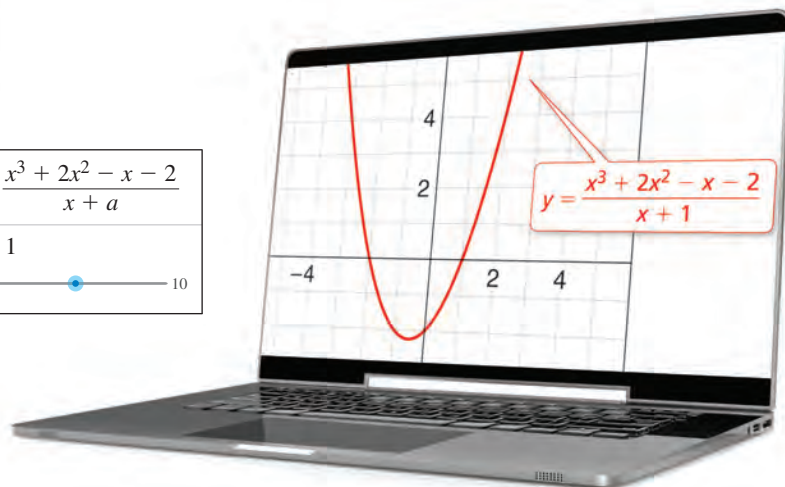 x³ + 2x² − x − 2
x + a
1
10
4
2
−4
2
4
y = x³ + 2x² − x − 2
x + 1